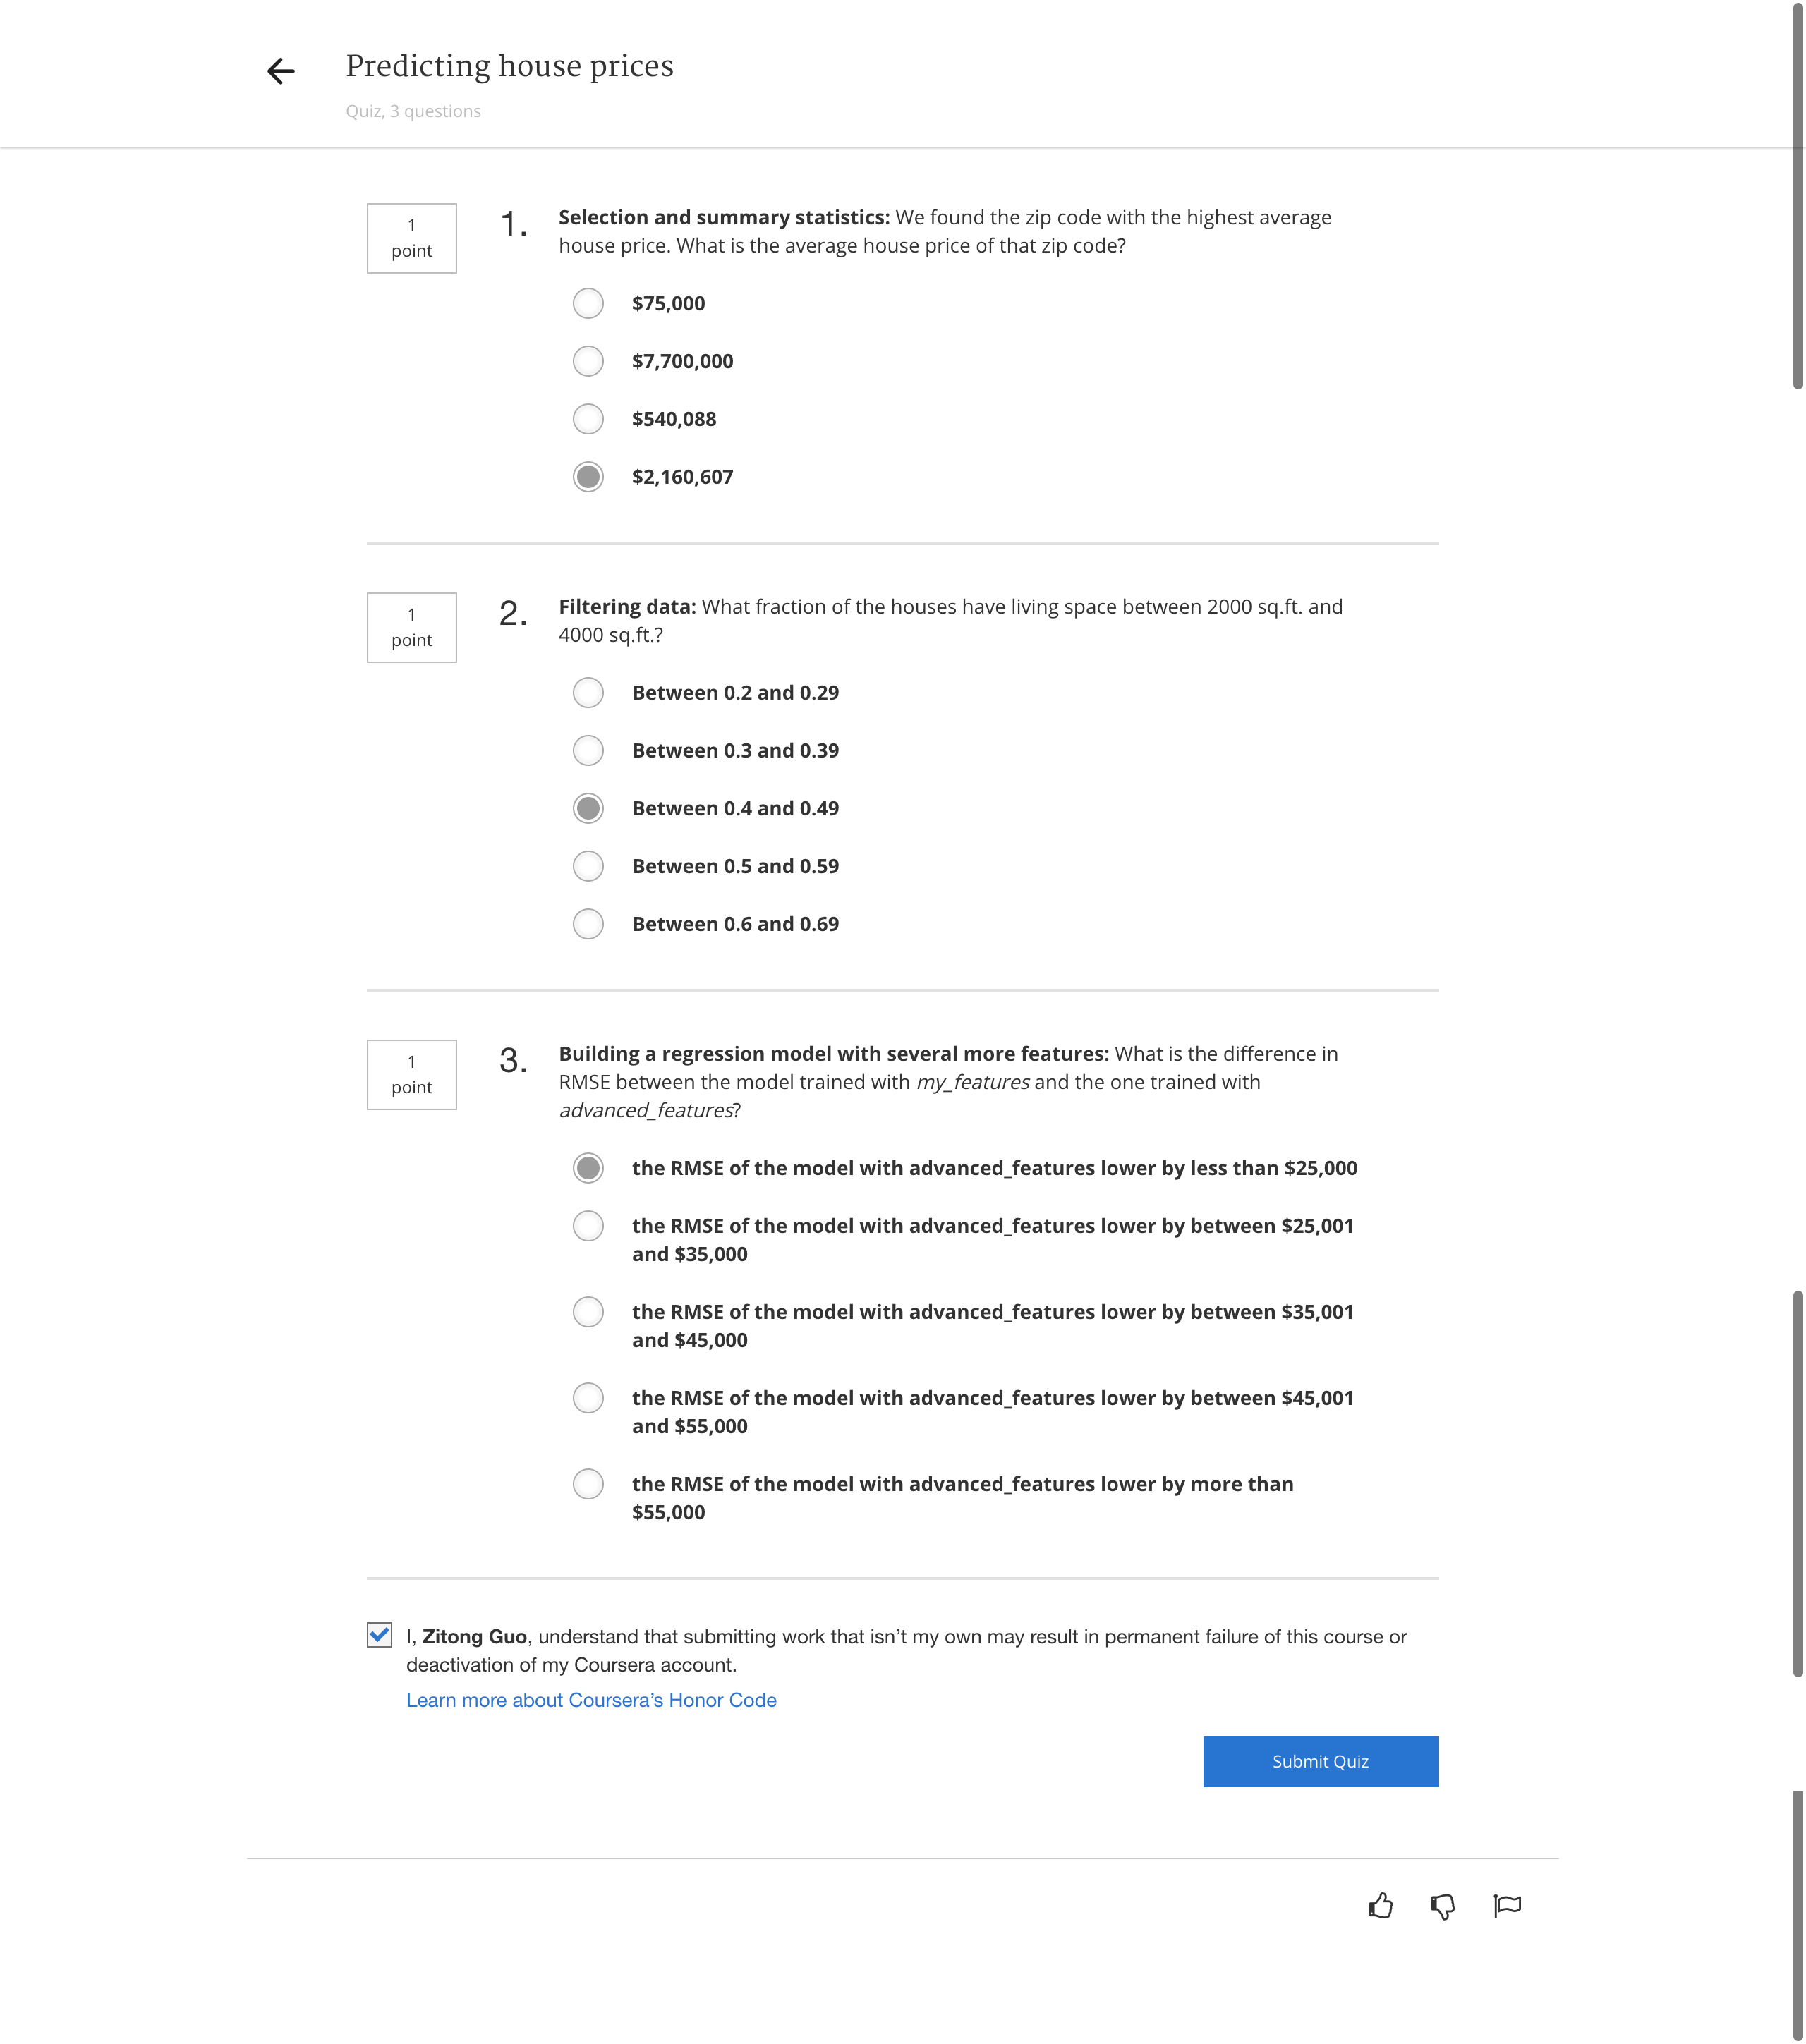 Predicting house prices
Quiz, 3 questions
1
point
1.
Selection and summary statistics: We found the zip code with the highest average
house price. What is the average house price of that zip code?
$75,000
$7,700,000
$540,088
$2,160,607
1
point
2.
Filtering data: What fraction of the houses have living space between 2000 sq.ft. and
4000 sq.ft.?
Between 0.2 and 0.29
Between 0.3 and 0.39
Between 0.4 and 0.49
Between 0.5 and 0.59
Between 0.6 and 0.69
1
point
3.
Building a regression model with several more features: What is the difference in
RMSE between the model trained with my_features and the one trained with
advanced_features?
the RMSE of the model with advanced_features lower by less than $25,000
the RMSE of the model with advanced_features lower by between $25,001
and $35,000
the RMSE of the model with advanced_features lower by between $35,001
and $45,000
the RMSE of the model with advanced_features lower by between $45,001
and $55,000
the RMSE of the model with advanced_features lower by more than
$55,000
I, Zitong Guo, understand that submitting work that isn’t my own may result in permanent failure of this course or
deactivation of my Coursera account.
Learn more about Coursera’s Honor Code
Submit Quiz